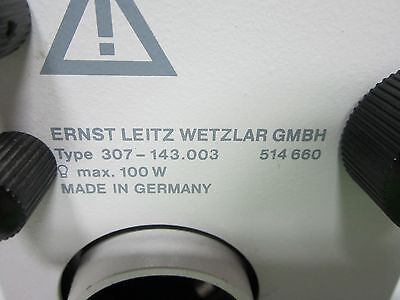 ERNST LEITZ WETZLAR GMBH
Type 307-143.003 514 660
max. 100 W
MADE IN GERMANY